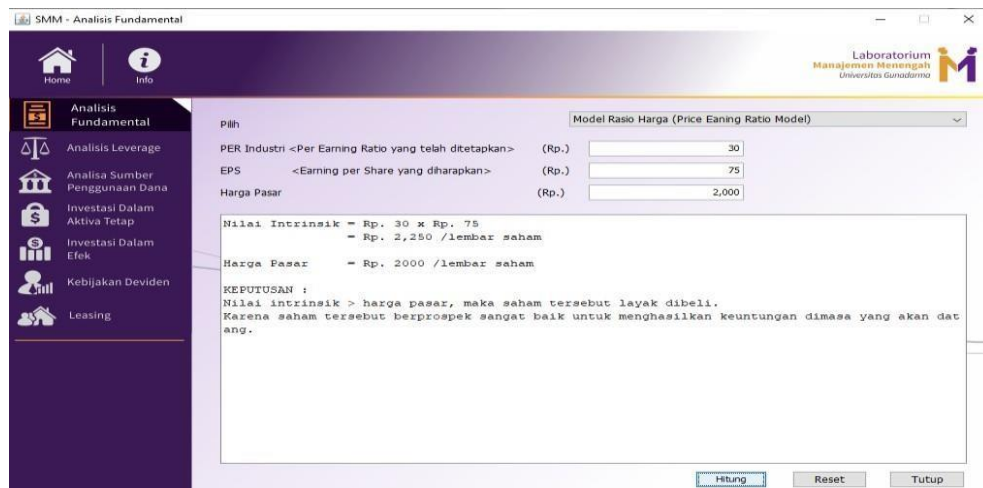 SMM - Analisis Fundamental
Home
Info
Laboratorium
Manajemen Menengah
Universitas Gunadarma
Analisis
Fundamental
Analisis Leverage
Analisa Sumber
Penggunaan Dana
Investasi Dalam
Aktiva Tetap
Investasi Dalam
Efek
Kebijakan Deviden
Leasing
Pilih Model Rasio Harga (Price Eaning Ratio Model)
PER Industri <Per Earning Ratio yang telah ditetapkan> (Rp.) 30
EPS <Earning per Share yang diharapkan> (Rp.) 75
Harga Pasar (Rp.) 2,000
Nilai Intrinsik = Rp. 30 x Rp. 75
= Rp. 2,250 /lembar saham
Harga Pasar = Rp. 2000 /lembar saham
KEPUTUSAN :
Nilai intrinsik > harga pasar, maka saham tersebut layak dibeli.
Karena saham tersebut berprospek sangat baik untuk menghasilkan keuntungan dimasa yang akan dat
ang.
Hitung Reset Tutup